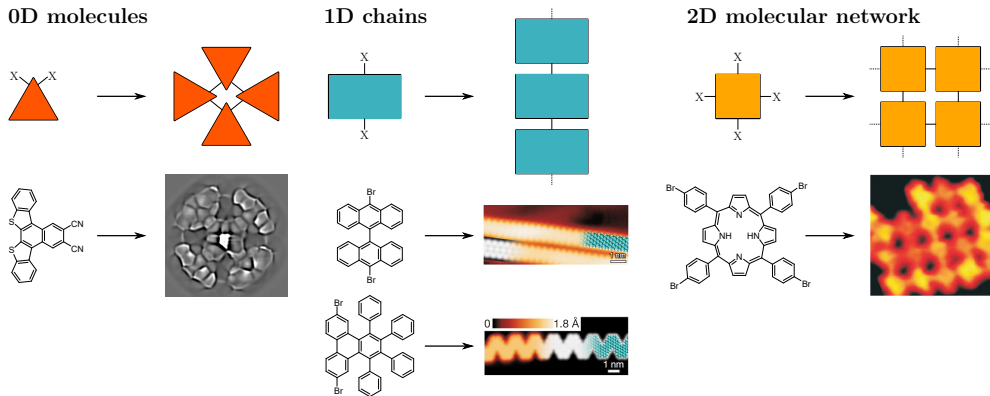 0D molecules
1D chains
2D molecular network
X X
X
X
X
X X
X
S
S
CN
CN
Br
Br
1 nm
Br
Br
0 1.8 Å
1 nm
Br
Br
N
NH HN
N
Br
Br